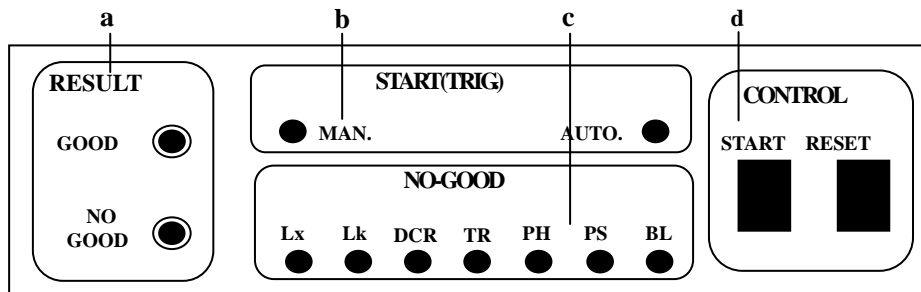 a b c d
RESULT
GOOD
NO
GOOD
START(TRIG)
MAN. AUTO.
NO-GOOD
Lx Lk DCR TR PH PS BL
CONTROL
START RESET